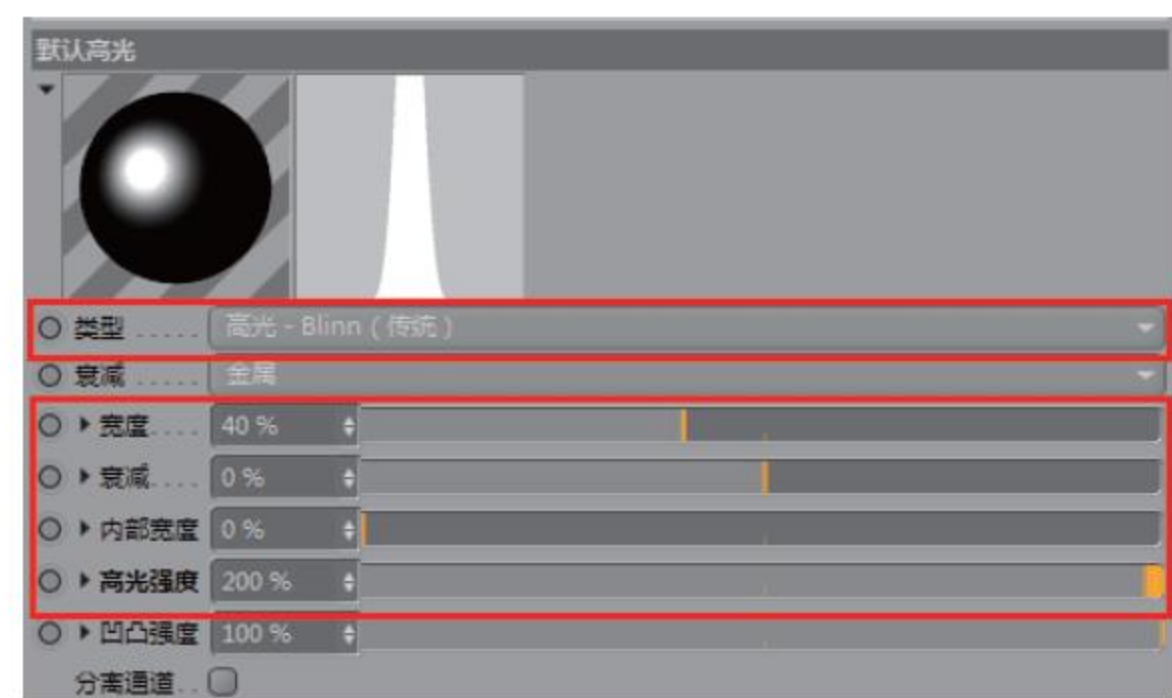 默认高光
类型 ..... 高光 - Blinn ( 传统 )
衰减 ..... 金属
宽度.... 40 %
衰减.... 0 %
内部宽度 0 %
高光强度 200 %
凹凸强度 100 %
分离通道..